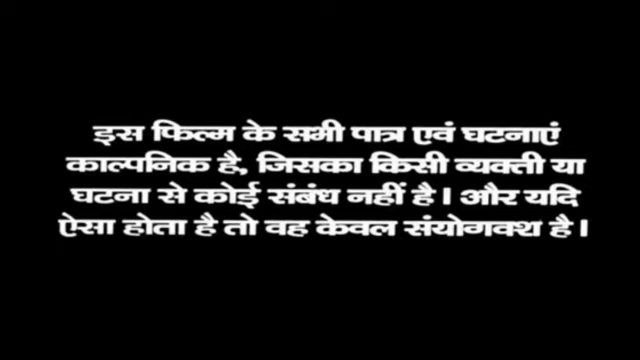 इस फिल्म के सभी पात्र एवं घटनाएं
काल्पनिक है, जिसका किसी व्यक्ती या
घटना से कोई संबंध नहीं है। और यदि
ऐसा होता है तो वह केवल संयोगवश है।